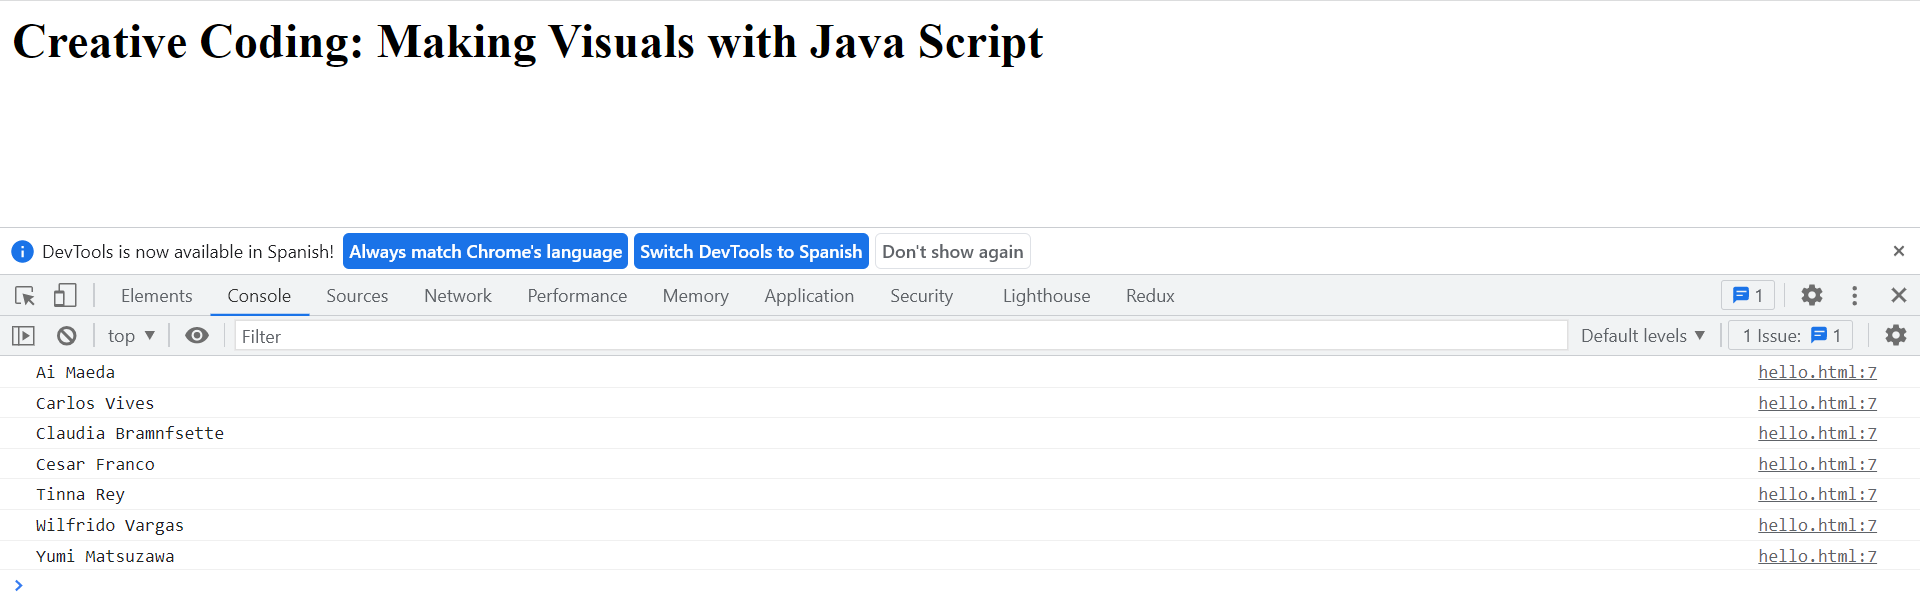 Creative Coding: Making Visuals with Java Script
DevTools is now available in Spanish! Always match Chrome's language Switch DevTools to Spanish Don't show again
Elements Console Sources Network Performance Memory Application Security Lighthouse Redux 1
top Filter Default levels 1 Issue: 1
Ai Maeda hello.html:7
Carlos Vives hello.html:7
Claudia Bramnfsette hello.html:7
Cesar Franco hello.html:7
Tinna Rey hello.html:7
Wilfrido Vargas hello.html:7
Yumi Matsuzawa hello.html:7